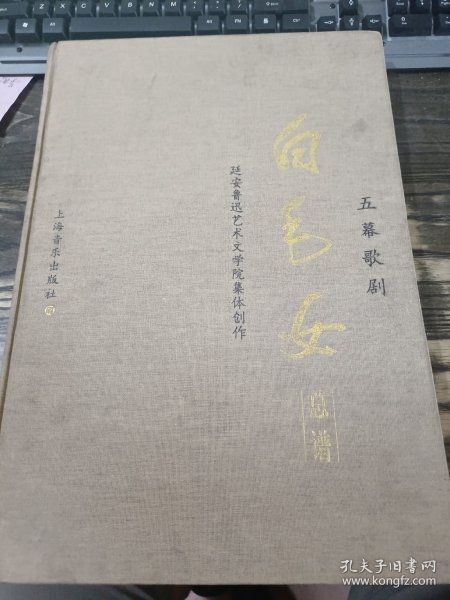 五幕歌剧
白毛女
总谱
延安鲁迅艺术文学院集体创作
上海音乐出版社
孔夫子旧书网
www.kongfz.com